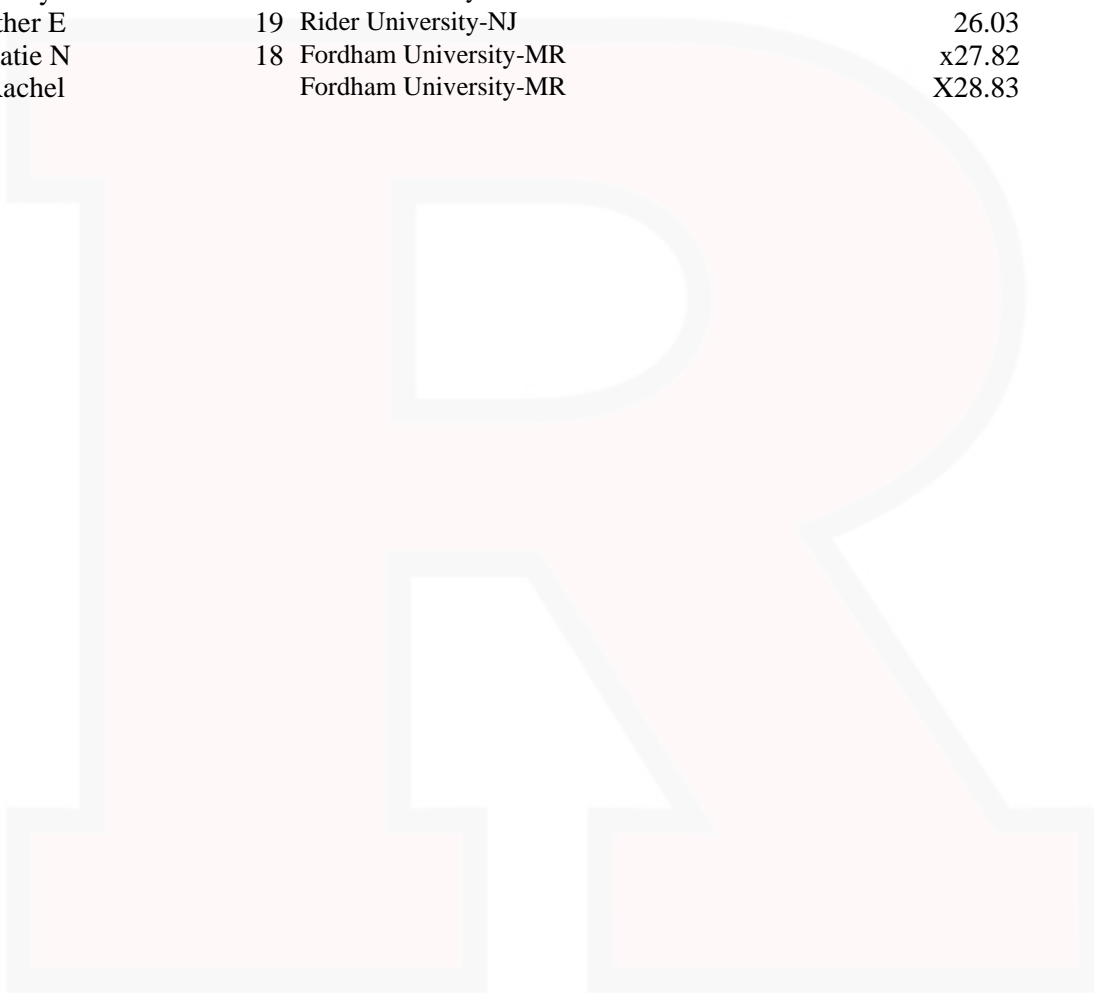 ther E 19 Rider University-NJ 26.03
atie N 18 Fordham University-MR x27.82
Rachel Fordham University-MR X28.83